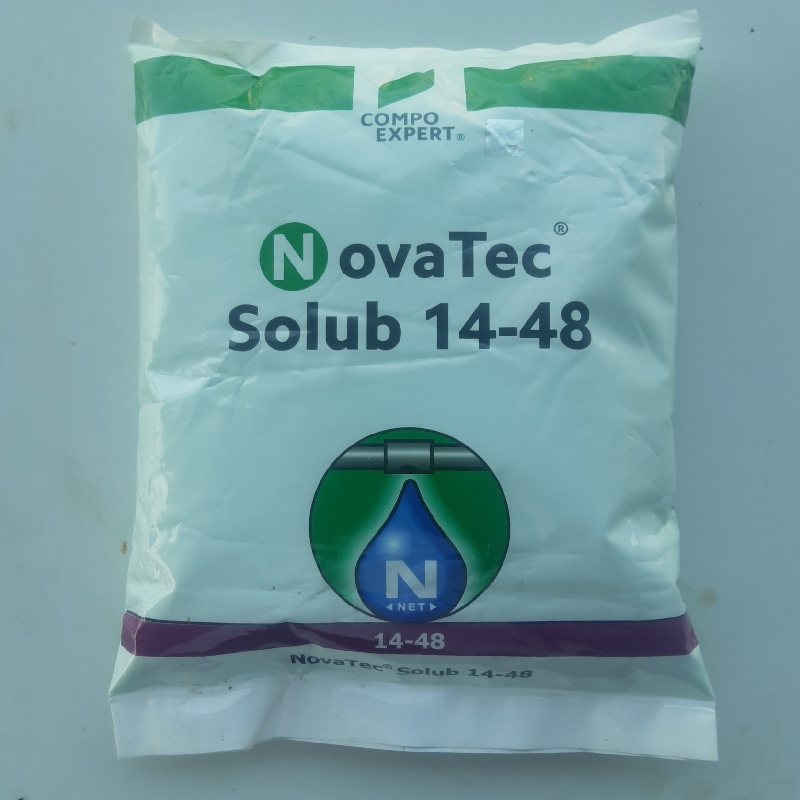 COMPO
EXPERT®
NovaTec®
Solub 14-48
N
NET
14-48
NovaTec® Solub 14-48